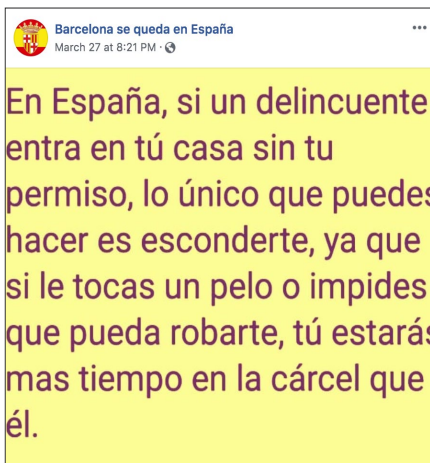 Barcelona se queda en España
March 27 at 8:21 PM ·
En España, si un delincuente
entra en tú casa sin tu
permiso, lo único que puedes
hacer es esconderte, ya que
si le tocas un pelo o impides
que pueda robarte, tú estarás
mas tiempo en la cárcel que
él.